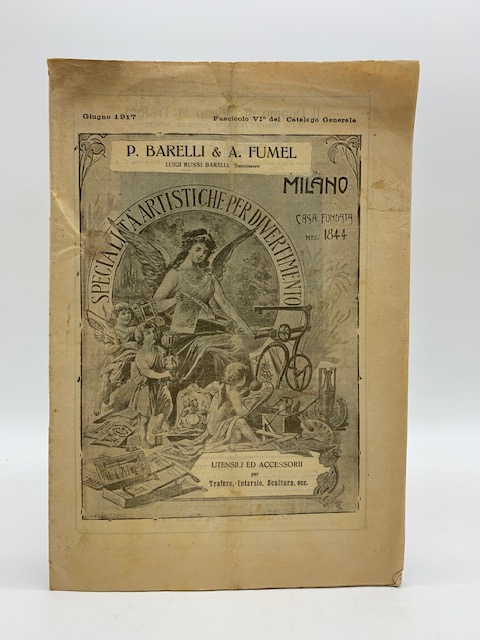 Giugno 1917 Fascicolo VI° del Catalogo Generale
P. BARELLI & A. FUMEL
LUIGI RUSSI BARELLI, Successore
MILANO
CASA FONDATA
NEL 1844
SPECIALITÀ ARTISTICHE PER DIVERTIMENTO
UTENSILI ED ACCESSORII
per
Traforo, Intarsio, Scultura, ecc.